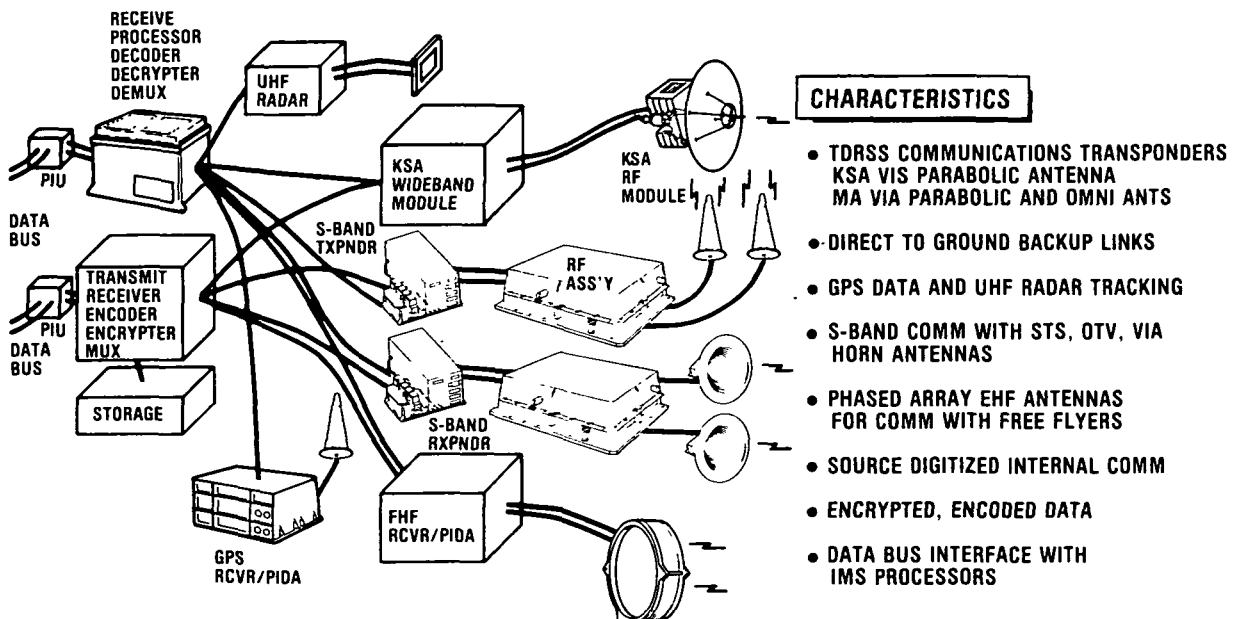 RECEIVE
PROCESSOR
DECODER
DECRYPTER
DEMUX
UHF
RADAR
PIU
DATA
BUS
KSA
WIDEBAND
MODULE
KSA
RF
MODULE
S-BAND
TXPNDR
RF
ASS'Y
TRANSMIT
RECEIVER
ENCODER
ENCRYPTER
MUX
PIU
DATA
BUS
STORAGE
S-BAND
RXPNDR
GPS
RCVR/PIDA
FHF
RCVR/PIDA
CHARACTERISTICS
• TDRSS COMMUNICATIONS TRANSPONDERS
KSA VIS PARABOLIC ANTENNA
MA VIA PARABOLIC AND OMNI ANTS
• DIRECT TO GROUND BACKUP LINKS
• GPS DATA AND UHF RADAR TRACKING
• S-BAND COMM WITH STS, OTV, VIA
HORN ANTENNAS
• PHASED ARRAY EHF ANTENNAS
FOR COMM WITH FREE FLYERS
• SOURCE DIGITIZED INTERNAL COMM
• ENCRYPTED, ENCODED DATA
• DATA BUS INTERFACE WITH
IMS PROCESSORS